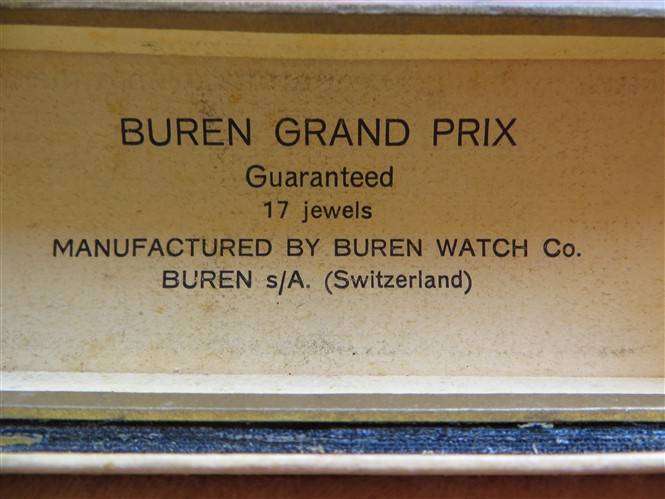 BUREN GRAND PRIX
Guaranteed
17 jewels
MANUFACTURED BY BUREN WATCH Co.
BUREN s/A. (Switzerland)